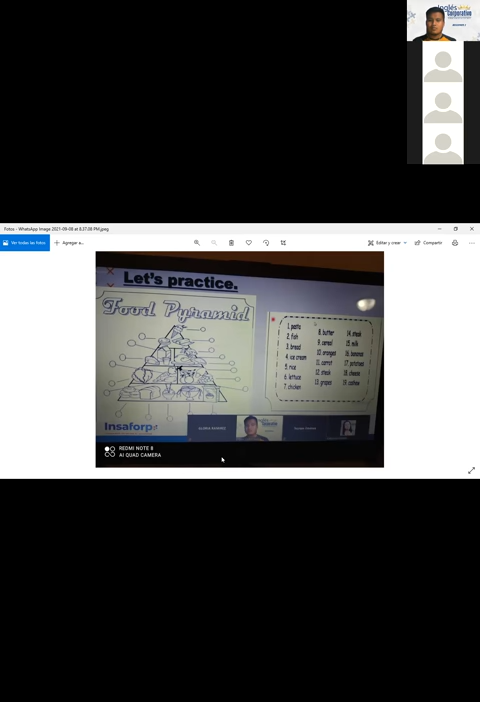 Inglés
Corporativo
Fotos - WhatsApp Image 2021-09-08 at 8.37.08 PM.jpeg
Ver todas las fotos
Agregar a...
Editar y crear
Compartir
Let's practice.
Food Pyramid
1. pasta
2. fish
3. bread
4. ice cream
5. rice
6. lettuce
7. chicken
8. butter
9. cereal
10. oranges
11. carrot
12. steak
13. grapes
14. steak
15. milk
16. bananas
17. potatoes
18. cheese
Insaforp
REDMI NOTE 8
AI QUAD CAMERA